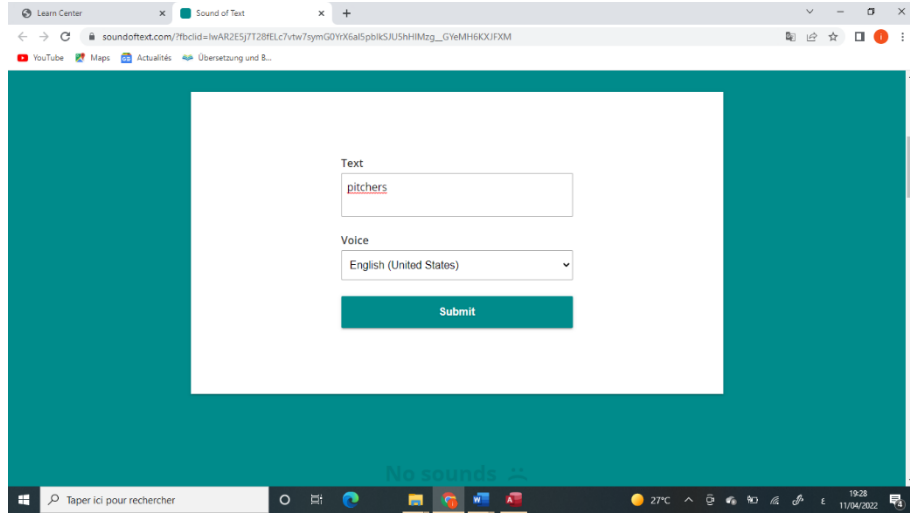 Learn Center
Sound of Text
soundoftext.com/?fbclid=IwAR2E5j7T28fELc7vtw7symG0YrX6al5pblkSJU5hHlMzg__GYeMH6KXJFXM
YouTube Maps Actualités Übersetzung und B...
Text
pitchers
Voice
English (United States)
Submit
No sounds
Taper ici pour rechercher
27°C
19:28
11/04/2022